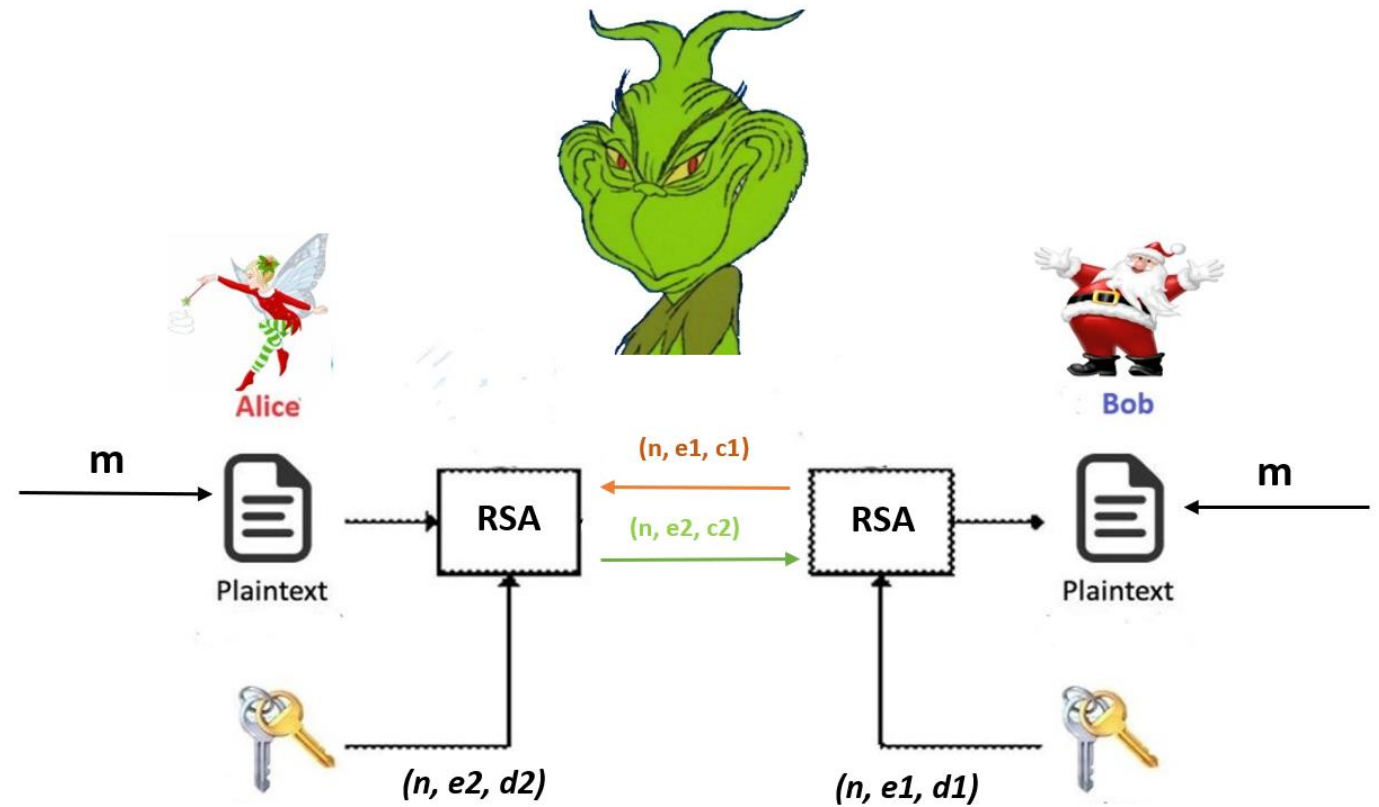 Alice
Bob
m
(n, e1, c1)
m
RSA
(n, e2, c2)
RSA
Plaintext
Plaintext
(n, e2, d2)
(n, e1, d1)